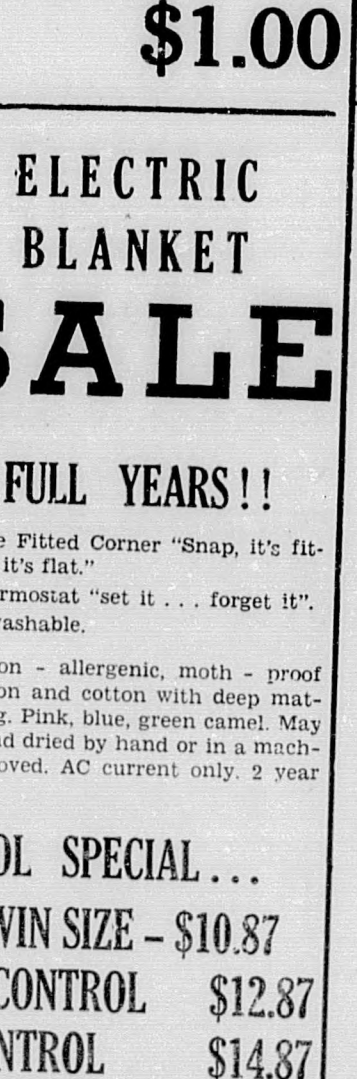 $1.00
ELECTRIC
BLANKET
SALE
FULL YEARS!!
e Fitted Corner "Snap, it's fit-
it's flat."
rmostat "set it . . . forget it".
ashable.
on - allergenic, moth - proof
on and cotton with deep mat-
g. Pink, blue, green camel. May
d dried by hand or in a mach-
oved. AC current only. 2 year
OL SPECIAL...
WIN SIZE – $10.87
CONTROL $12.87
NTROL $14.87